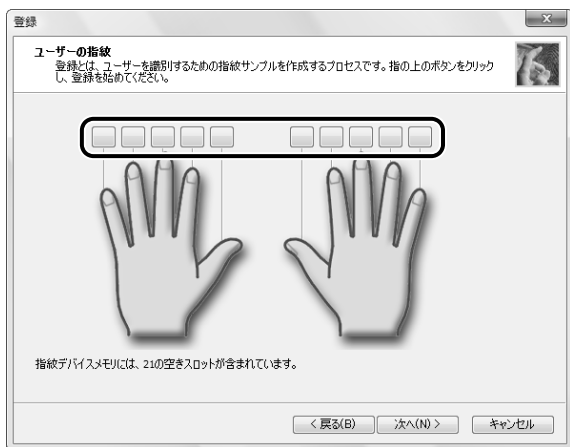 登録
ユーザーの指紋
登録とは、ユーザーを識別するための指紋サンプルを作成するプロセスです。指の上のボタンをクリック
し、登録を始めてください。
指紋デバイスメモリには、21の空きスロットが含まれています。
< 戻る(B)
次へ(N) >
キャンセル